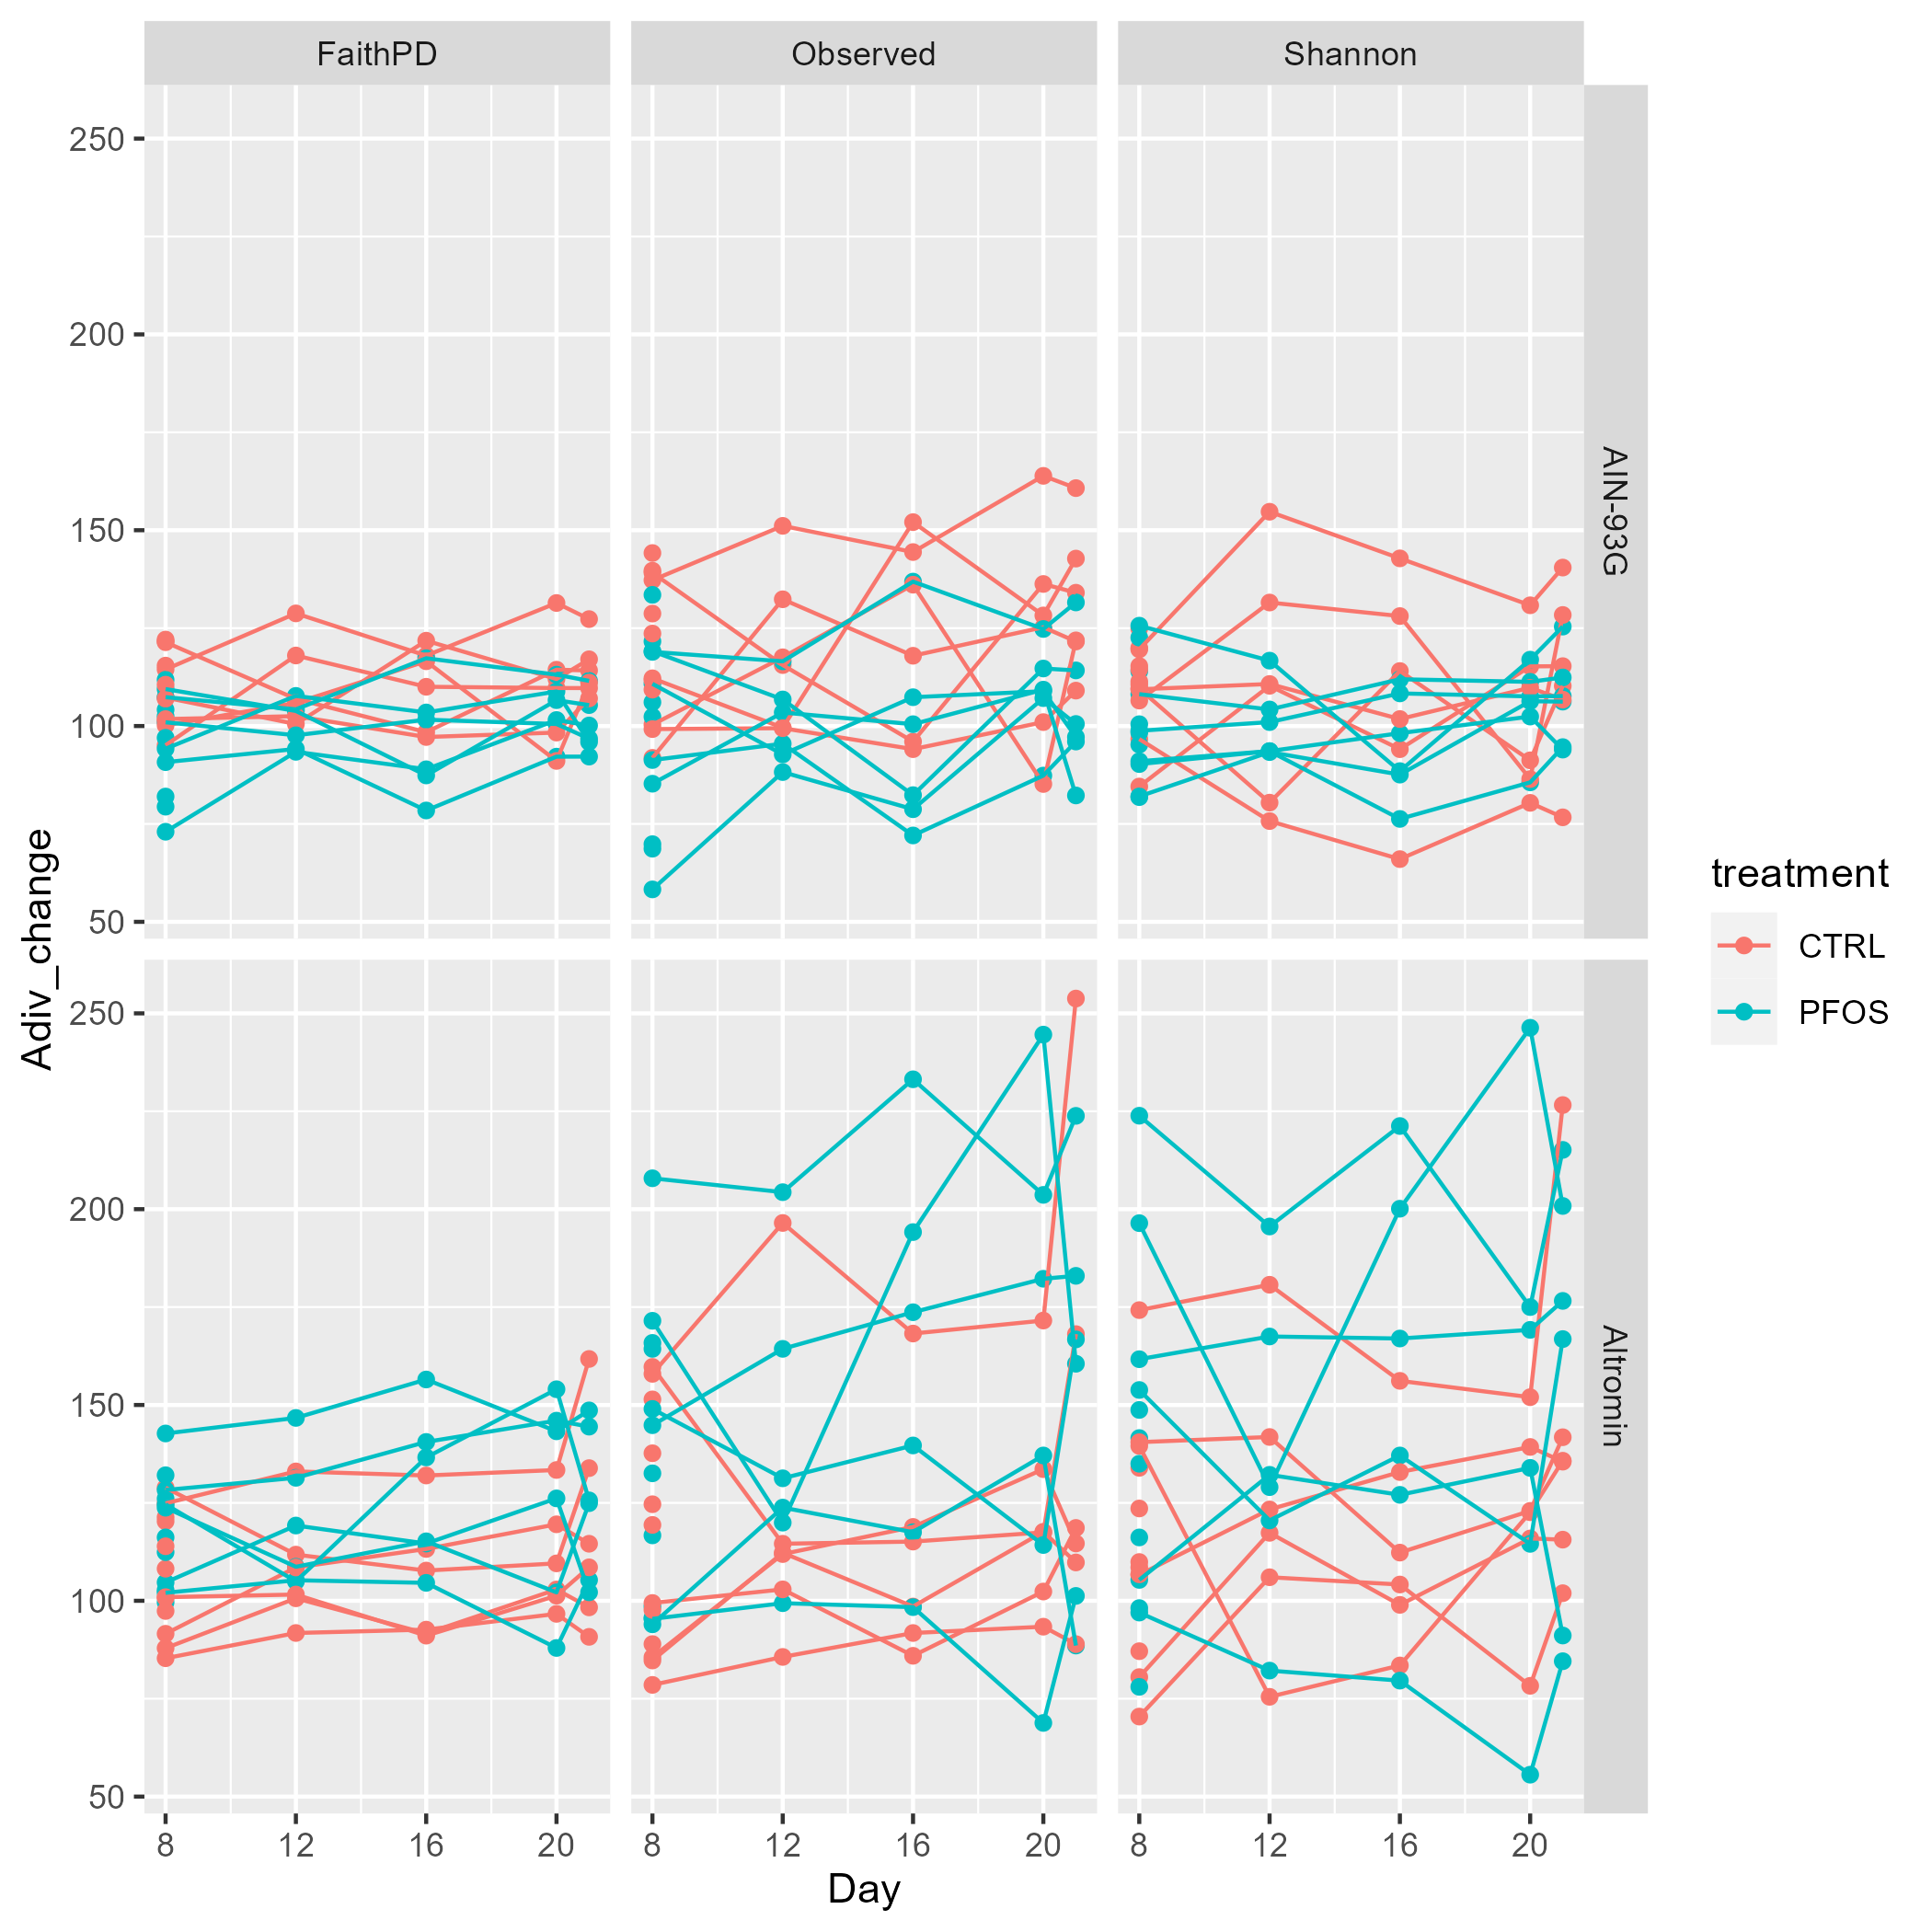 FaithPD Observed Shannon
250
200
150
100
50
AIN-93G
250
200
150
100
50
Altromin
8 12 16 20 8 12 16 20 8 12 16 20
Day
Adiv_change
treatment
CTRL
PFOS